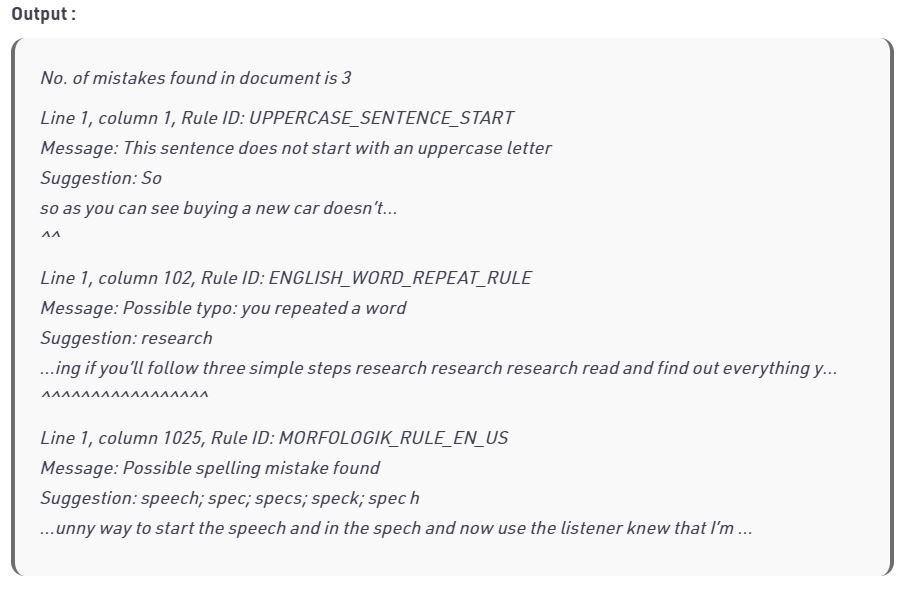 Output :
No. of mistakes found in document is 3
Line 1, column 1, Rule ID: UPPERCASE_SENTENCE_START
Message: This sentence does not start with an uppercase letter
Suggestion: So
so as you can see buying a new car doesn’t…
^^
Line 1, column 102, Rule ID: ENGLISH_WORD_REPEAT_RULE
Message: Possible typo: you repeated a word
Suggestion: research
…ing if you’ll follow three simple steps research research research read and find out everything y…
^^^^^^^^^^^^^^^^^
Line 1, column 1025, Rule ID: MORFOLOGIK_RULE_EN_US
Message: Possible spelling mistake found
Suggestion: speech; spec; specs; speck; spec h
…unny way to start the speech and in the spech and now use the listener knew that I’m …